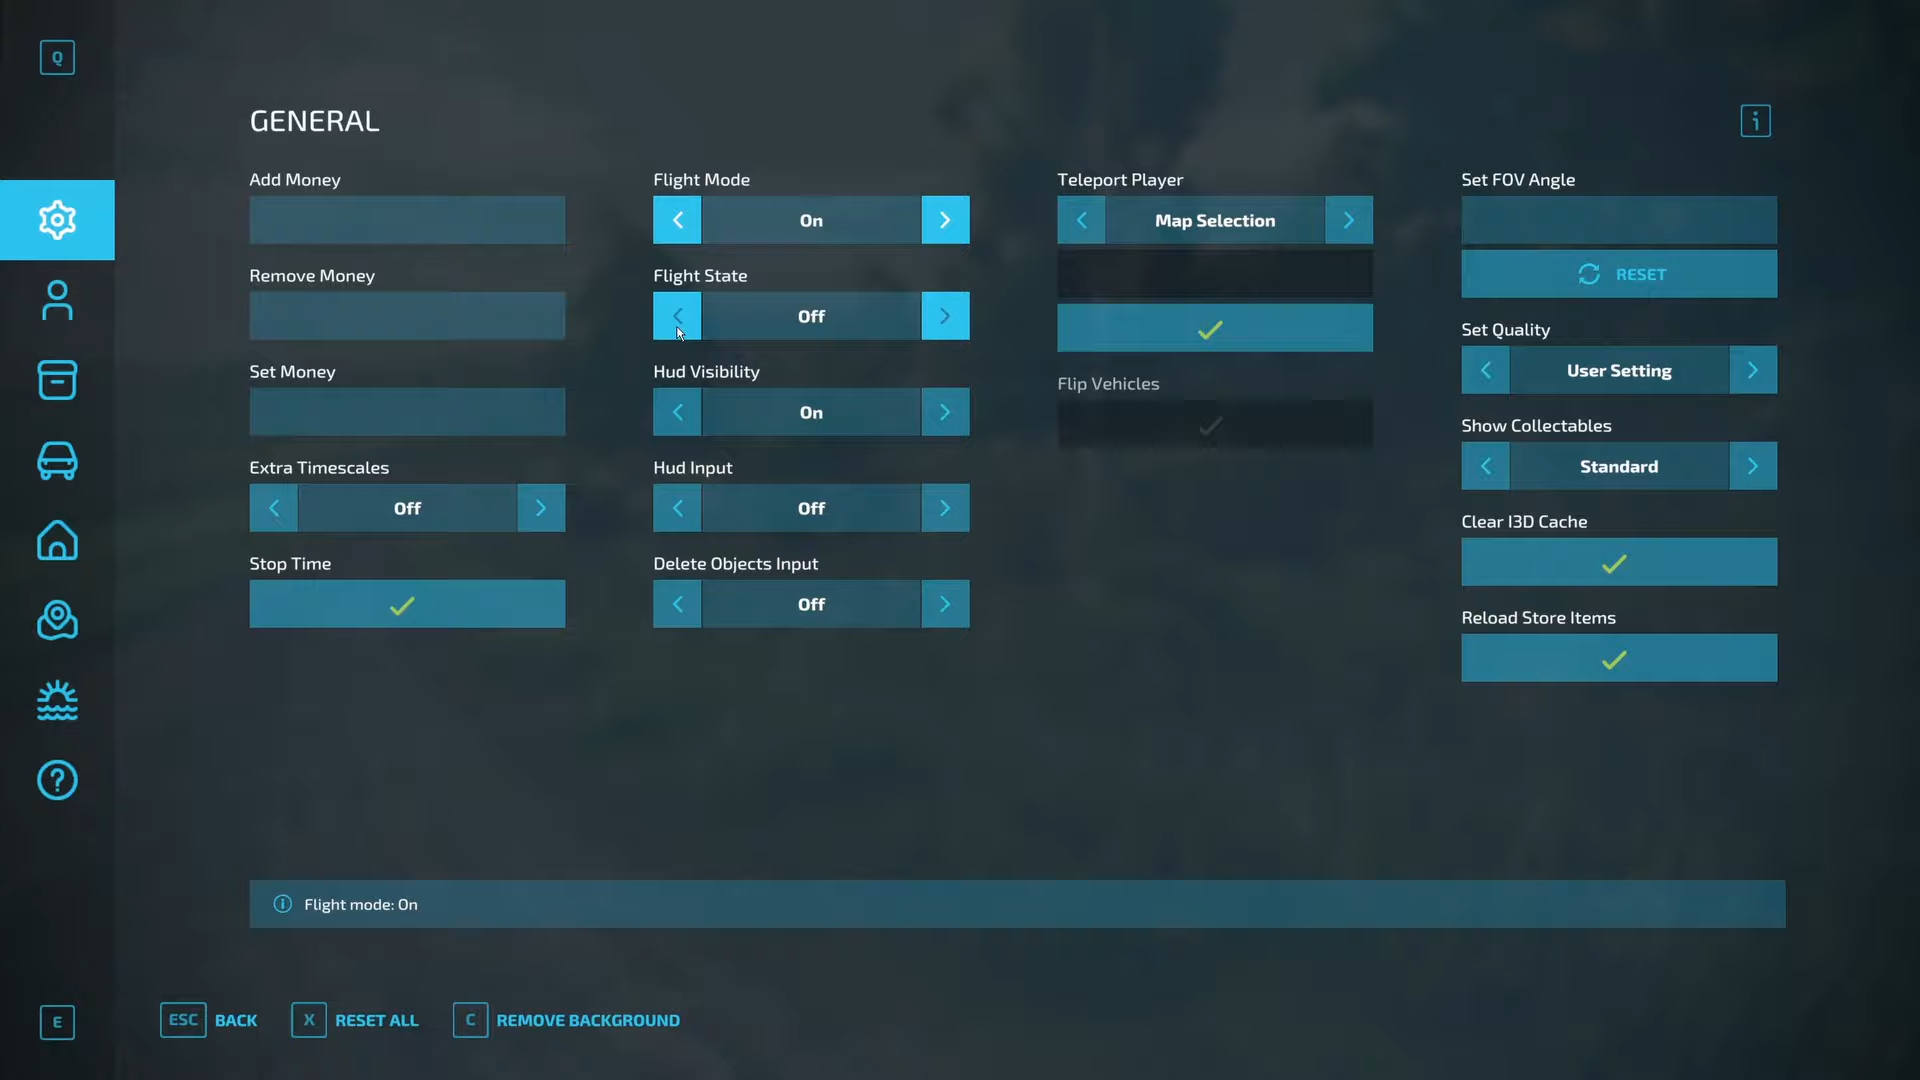 Q
GENERAL
i
Add Money
Remove Money
Set Money
Extra Timescales
Off
Stop Time
Flight Mode
On
Flight State
Off
Hud Visibility
On
Hud Input
Off
Delete Objects Input
Off
Teleport Player
Map Selection
Flip Vehicles
Set FOV Angle
RESET
Set Quality
User Setting
Show Collectables
Standard
Clear I3D Cache
Reload Store Items
?
Flight mode: On
E
ESC BACK X RESET ALL C REMOVE BACKGROUND